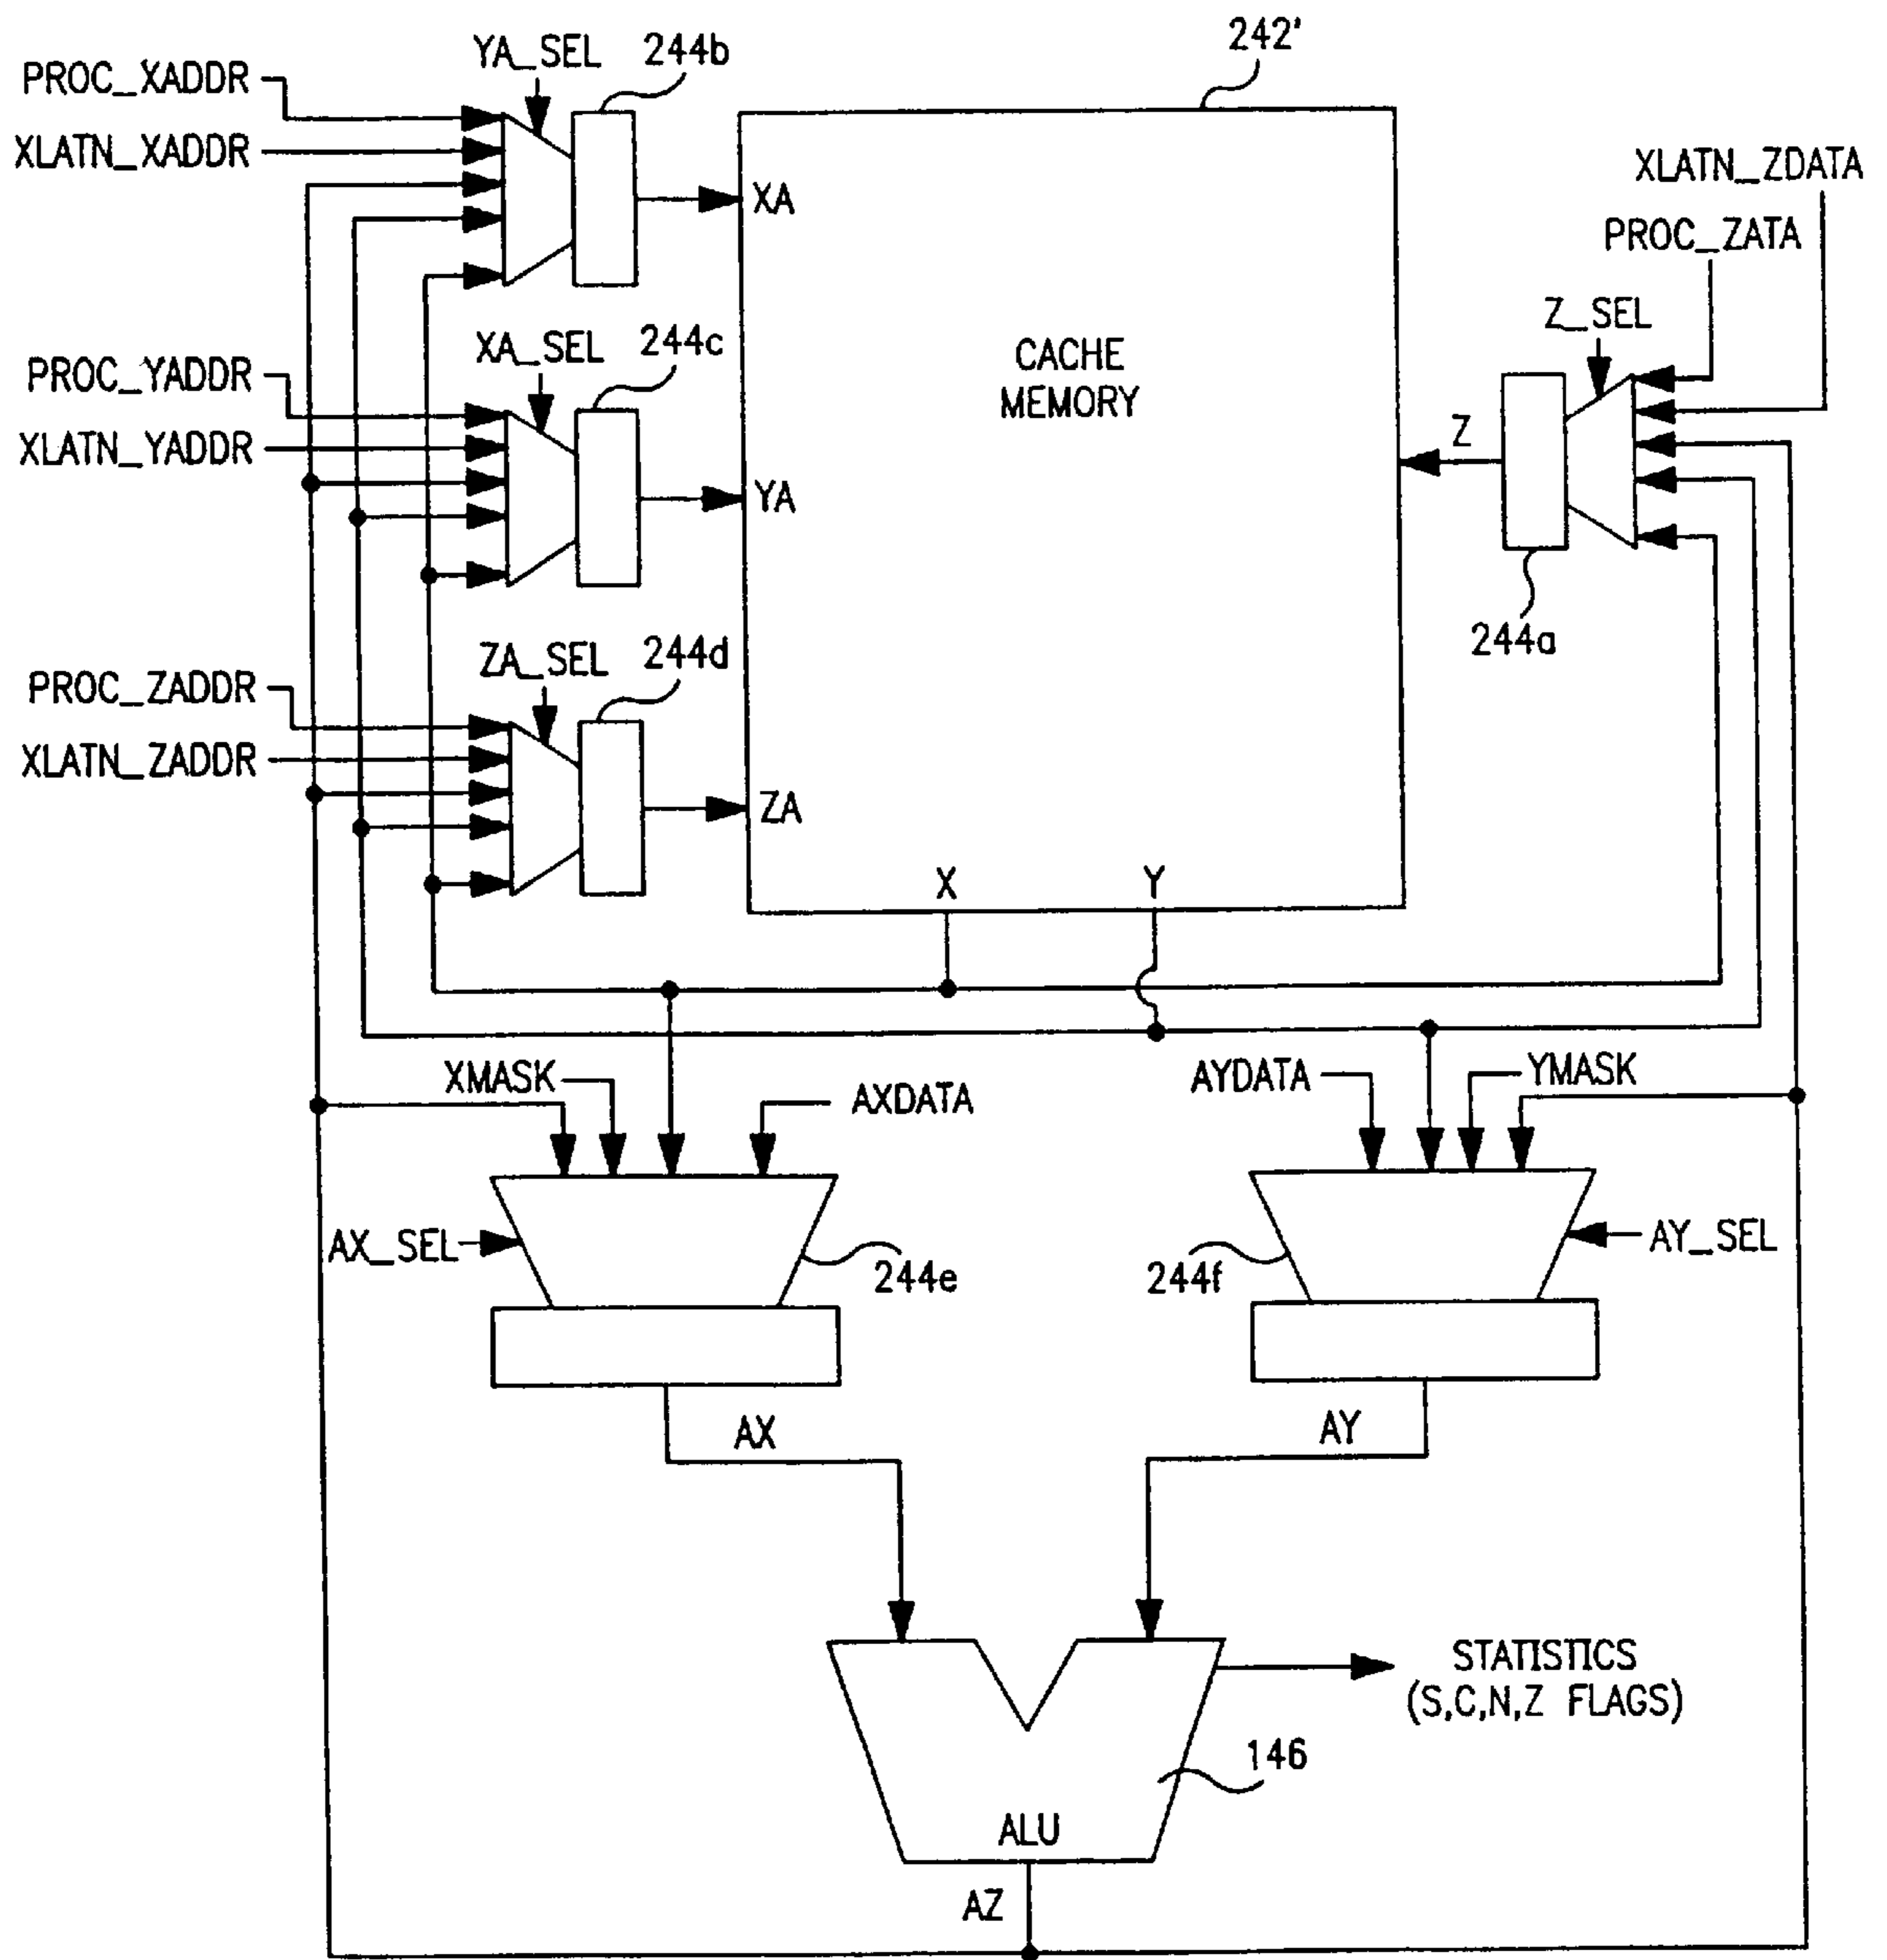 242'
YA_SEL
244b
PROC_XADDR
XLATN_XADDR
XA
XLATN_ZDATA
PROC_ZATA
Z_SEL
XA_SEL
244c
PROC_YADDR
XLATN_YADDR
YA
CACHE
MEMORY
Z
244a
ZA_SEL
244d
PROC_ZADDR
XLATN_ZADDR
ZA
X
Y
XMASK
AXDATA
AYDATA
YMASK
AX_SEL
244e
244f
AY_SEL
AX
AY
STATISTICS
(S,C,N,Z FLAGS)
146
ALU
AZ